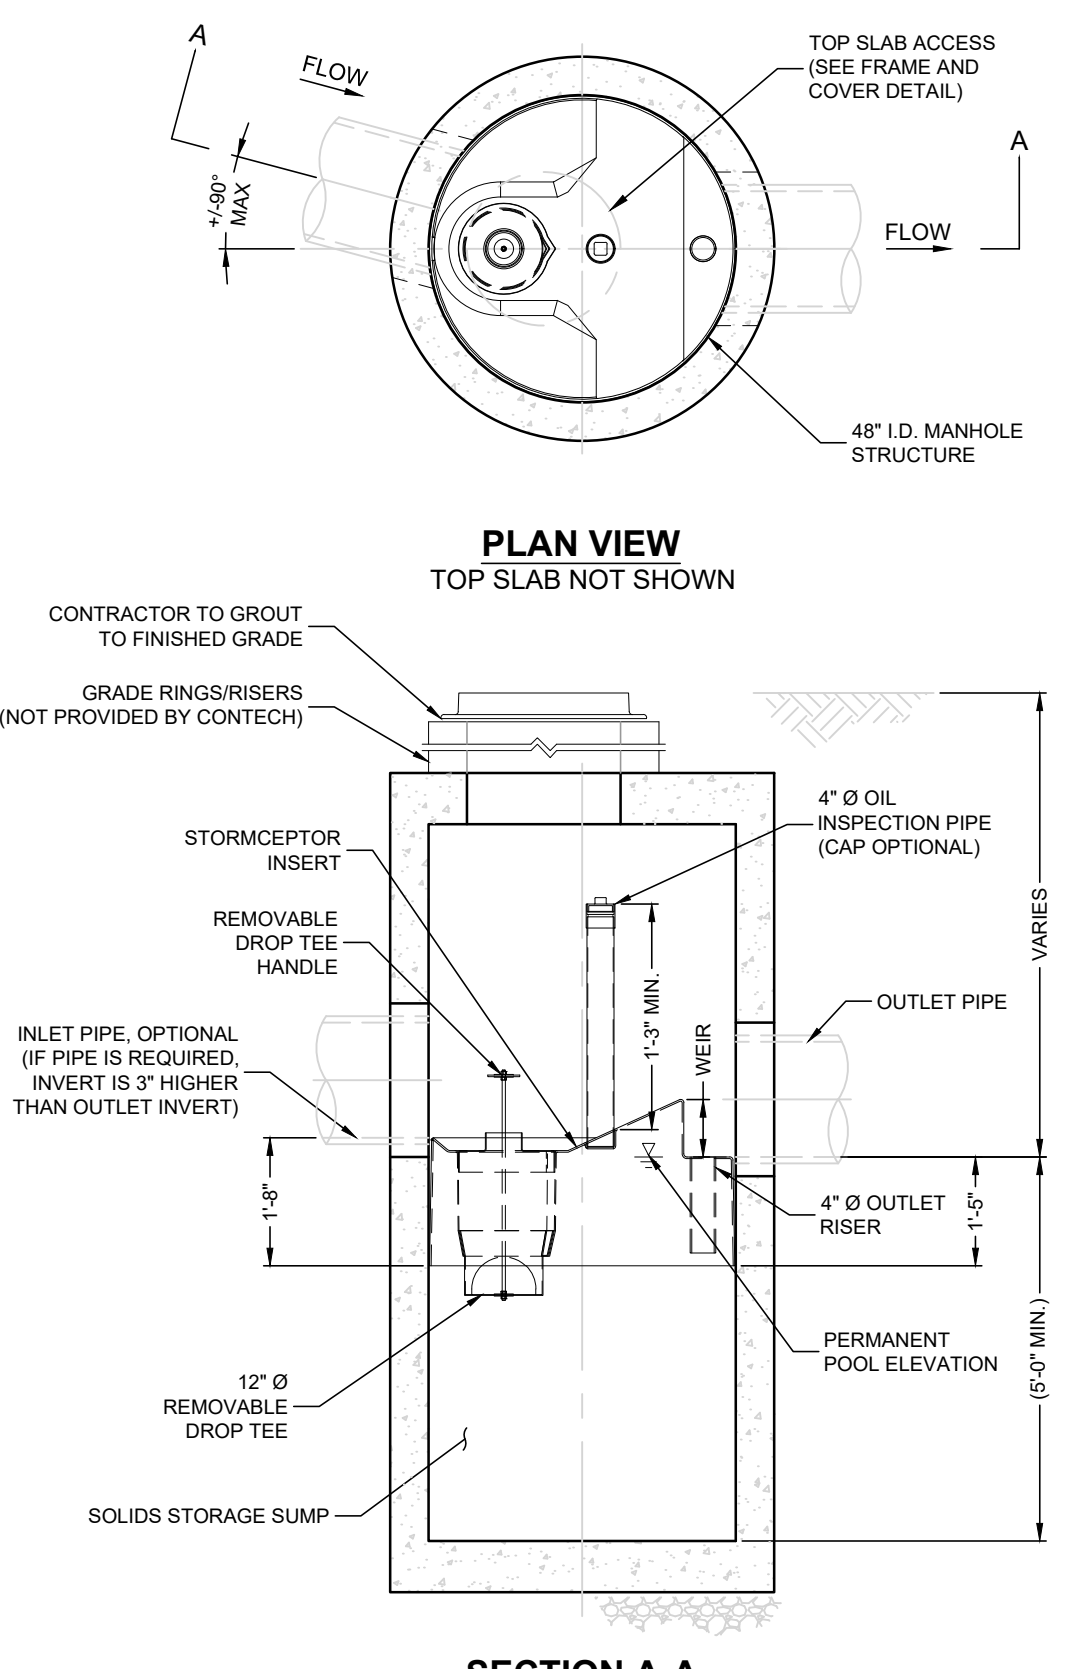 A
FLOW
TOP SLAB ACCESS
(SEE FRAME AND
COVER DETAIL)
A
+/-90°
MAX
FLOW
48" I.D. MANHOLE
STRUCTURE
PLAN VIEW
TOP SLAB NOT SHOWN
CONTRACTOR TO GROUT
TO FINISHED GRADE
GRADE RINGS/RISERS
(NOT PROVIDED BY CONTECH)
4" Ø OIL
INSPECTION PIPE
(CAP OPTIONAL)
STORMCEPTOR
INSERT
REMOVABLE
DROP TEE
HANDLE
VARIES
1'-3" MIN.
WEIR
OUTLET PIPE
INLET PIPE, OPTIONAL
(IF PIPE IS REQUIRED,
INVERT IS 3" HIGHER
THAN OUTLET INVERT)
1'-8"
4" Ø OUTLET
RISER
1'-5"
PERMANENT
POOL ELEVATION
(5'-0" MIN.)
12" Ø
REMOVABLE
DROP TEE
SOLIDS STORAGE SUMP
SECTION A-A